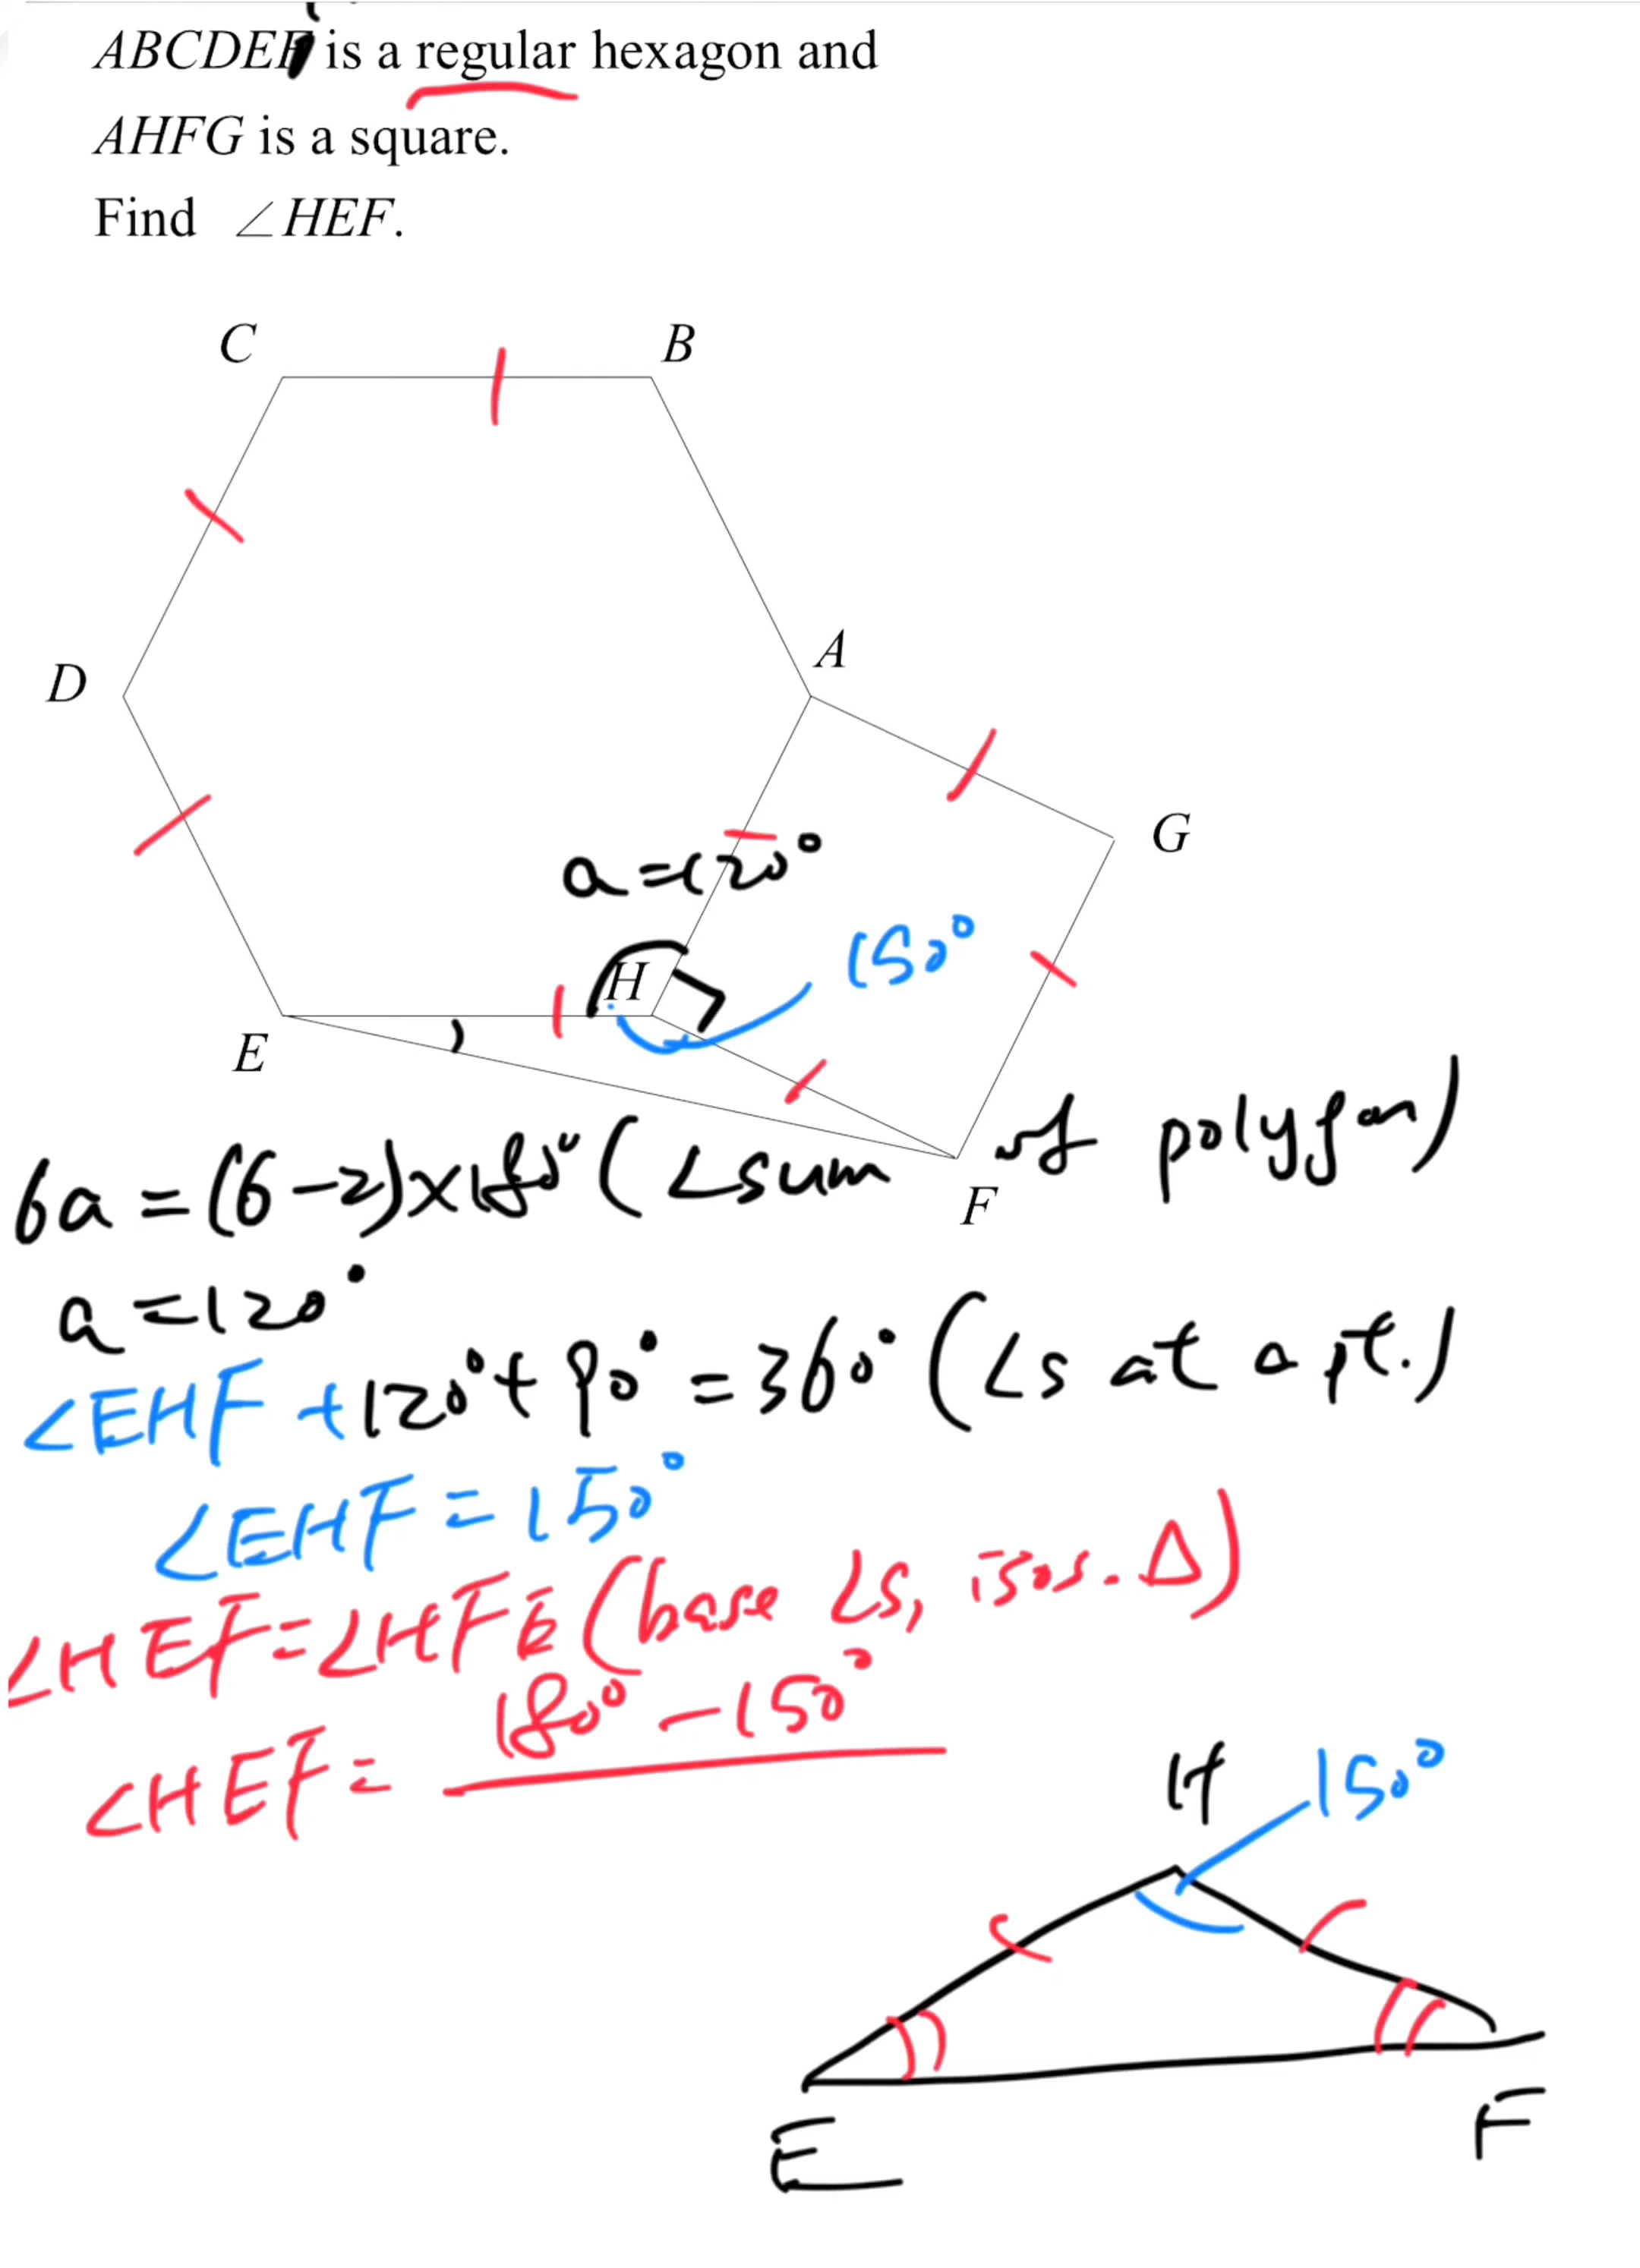 ABCDEF is a regular hexagon and
AHFG is a square.
Find ∠HEF.
C
B
A
D
G
a=120°
150°
H
E
F
6a=(6-2)×180°(∠sum of polygon)
a=120°
∠EHF+120°+90°=360°(∠s at a pt.)
∠EHF=150°
∠HEF=∠HFE(base ∠s, isos.Δ)
∠HEF=180°-150°
H
150°
E
F